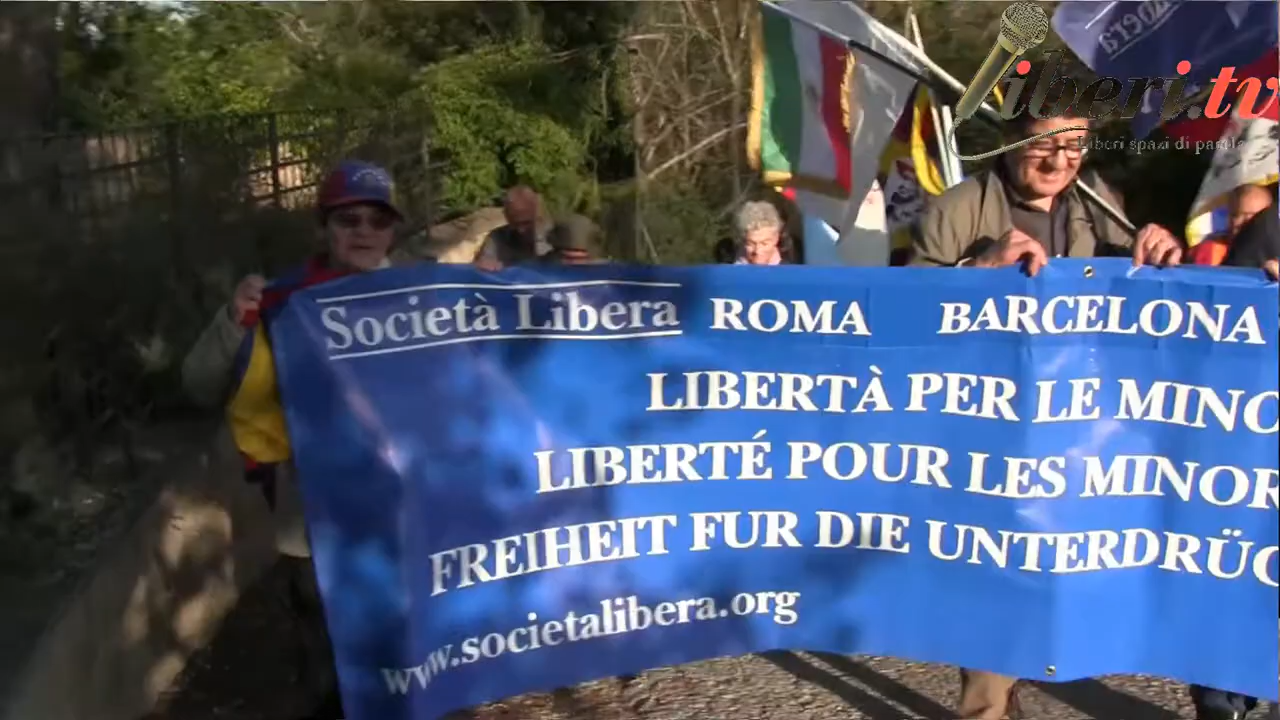 liberi.tv
Liberi spazi di parola
Società Libera ROMA BARCELONA
LIBERTÀ PER LE MINO
LIBERTÉ POUR LES MINOR
FREIHEIT FUR DIE UNTERDRÜC
www.societalibera.org